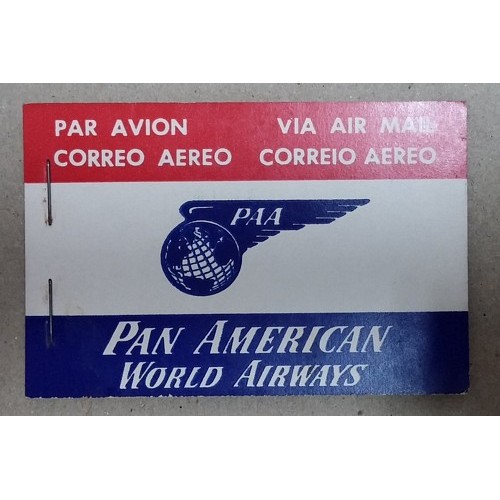 PAR AVION VIA AIR MAIL
CORREO AEREO CORREIO AEREO
PAA
PAN AMERICAN
WORLD AIRWAYS